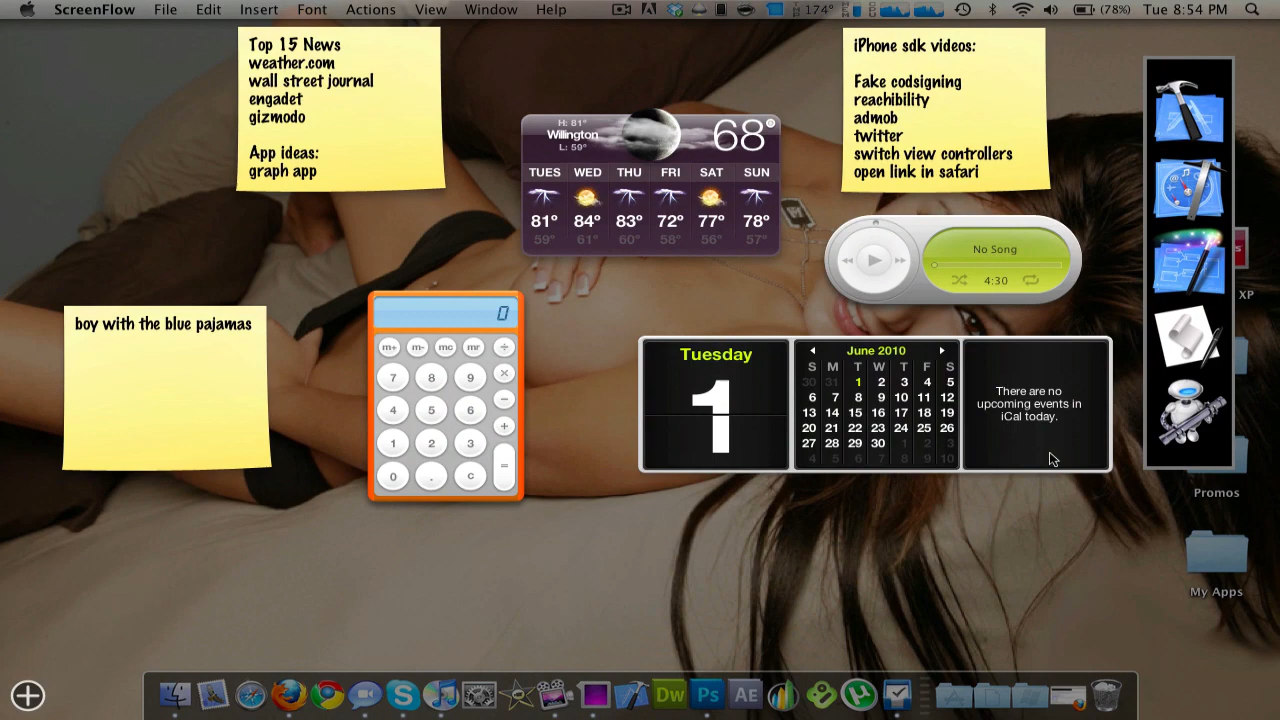 ScreenFlow File Edit Insert Font Actions View Window Help 174° (78%) Tue 8:54 PM
Top 15 News
weather.com
wall street journal
engadet
gizmodo
App ideas:
graph app
H: 81°
Willington
L: 59°
68°
TUES WED THU FRI SAT SUN
81° 84° 83° 72° 77° 78°
59° 61° 60° 58° 56° 57°
iPhone sdk videos:
Fake codsigning
reachibility
admob
twitter
switch view controllers
open link in safari
No Song
4:30
XP
boy with the blue pajamas
0
m+ m- mc mr ÷
7 8 9 ×
4 5 6 −
1 2 3 +
0 . c =
Tuesday
1
June 2010
S M T W T F S
30 31 1 2 3 4 5
6 7 8 9 10 11 12
13 14 15 16 17 18 19
20 21 22 23 24 25 26
27 28 29 30 1 2 3
4 5 6 7 8 9 10
There are no
upcoming events in
iCal today.
Promos
My Apps
Dw Ps AE